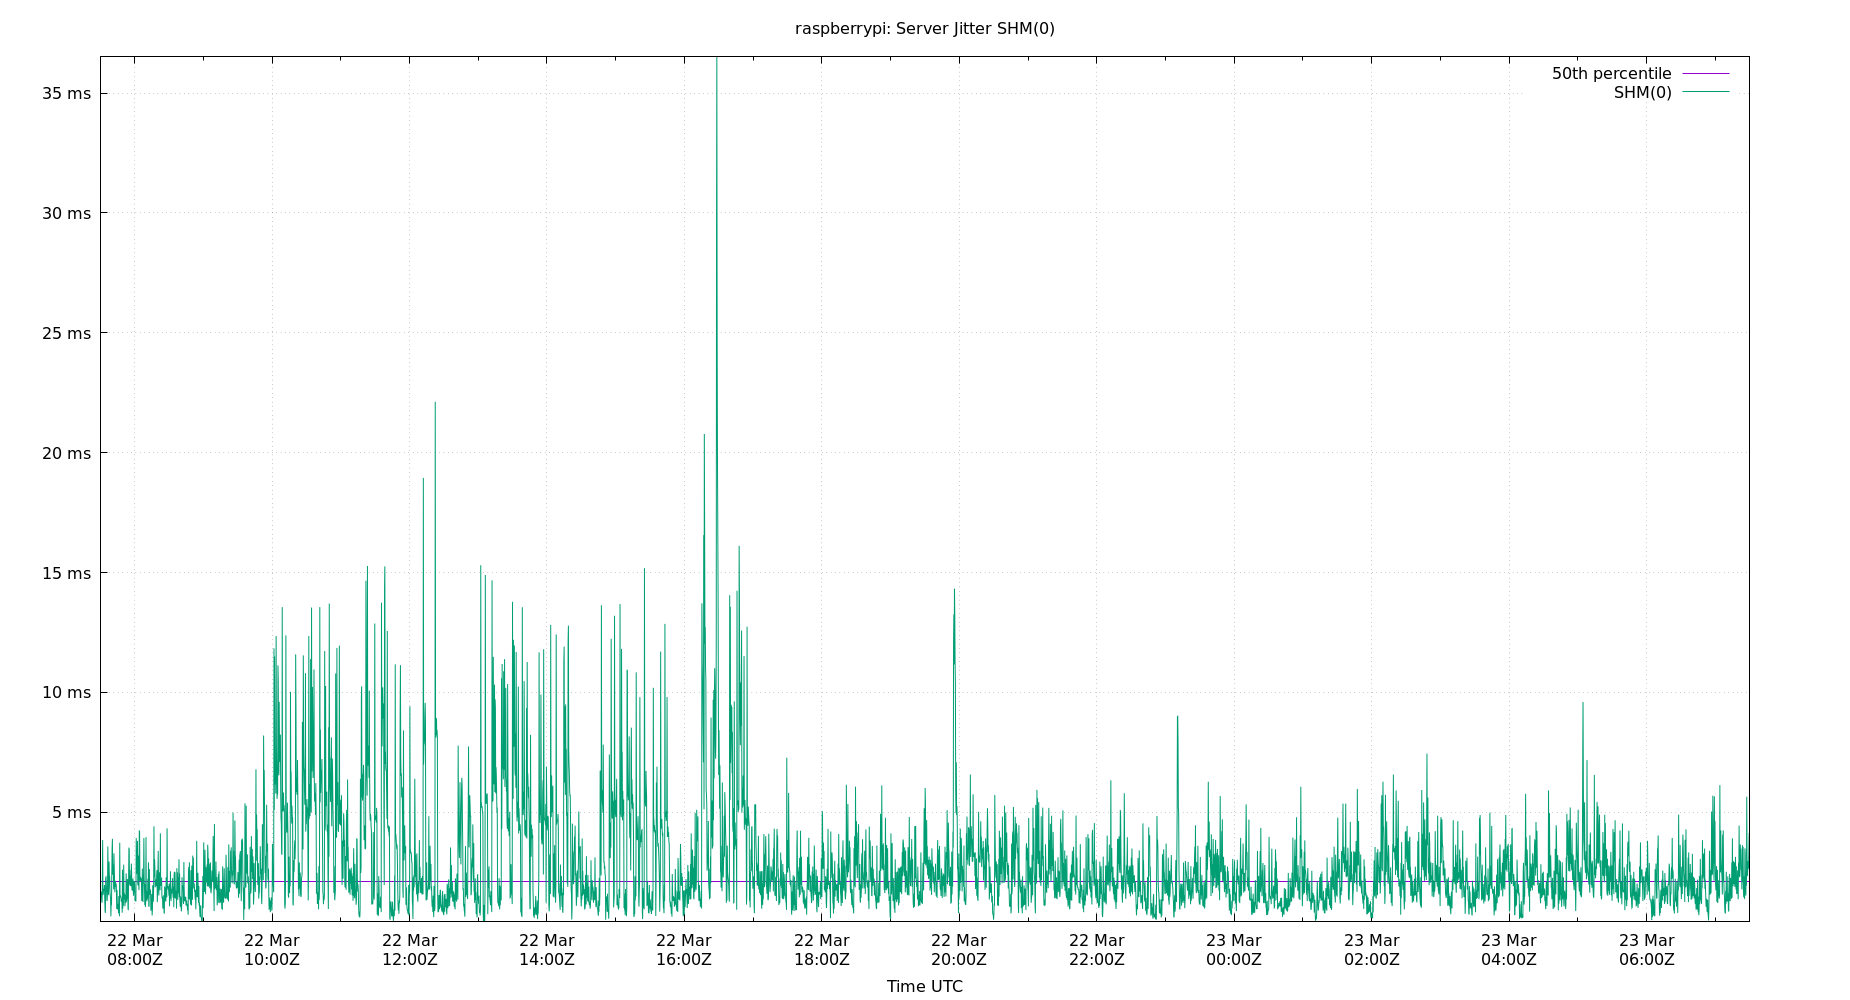 raspberrypi: Server Jitter SHM(0)
50th percentile
SHM(0)
35 ms
30 ms
25 ms
20 ms
15 ms
10 ms
5 ms
22 Mar 22 Mar 22 Mar 22 Mar 22 Mar 22 Mar 22 Mar 22 Mar 23 Mar 23 Mar 23 Mar 23 Mar
08:00Z 10:00Z 12:00Z 14:00Z 16:00Z 18:00Z 20:00Z 22:00Z 00:00Z 02:00Z 04:00Z 06:00Z
Time UTC